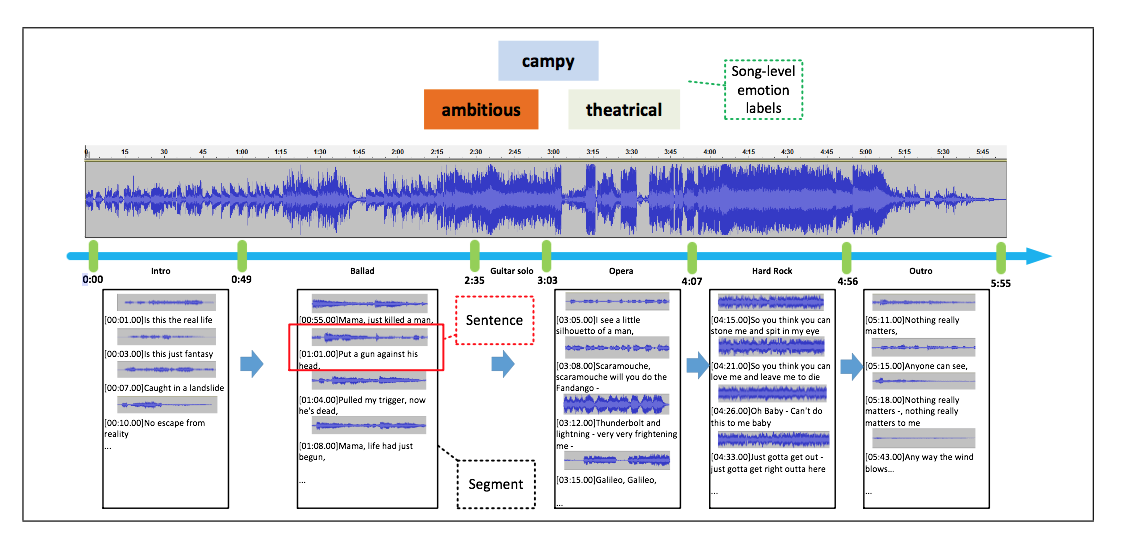 campy
ambitious
theatrical
Song-level
emotion
labels
0 15 30 45 1:00 1:15 1:30 1:45 2:00 2:15 2:30 2:45 3:00 3:15 3:30 3:45 4:00 4:15 4:30 4:45 5:00 5:15 5:30 5:45
Intro Ballad Guitar solo Opera Hard Rock Outro
0:00 0:49 2:35 3:03 4:07 4:56 5:55
[00:01.00]Is this the real life
[00:03.00]Is this just fantasy
[00:07.00]Caught in a landslide
[00:10.00]No escape from
reality
...
[00:55.00]Mama, just killed a man,
[01:01.00]Put a gun against his
head,
[01:04.00]Pulled my trigger, now
he's dead,
[01:08.00]Mama, life had just
begun,
...
Sentence
Segment
[03:05.00]I see a little
silhouetto of a man,
[03:08.00]Scaramouche,
scaramouche will you do the
Fandango -
[03:12.00]Thunderbolt and
lightning - very very frightening
me -
[03:15.00]Galileo, Galileo,
...
[04:15.00]So you think you can
stone me and spit in my eye
[04:21.00]So you think you can
love me and leave me to die
[04:26.00]Oh Baby - Can't do
this to me baby
[04:33.00]Just gotta get out -
just gotta get right outta here
...
[05:11.00]Nothing really
matters,
[05:15.00]Anyone can see,
[05:18.00]Nothing really
matters -, nothing really
matters to me
[05:43.00]Any way the wind
blows...
...